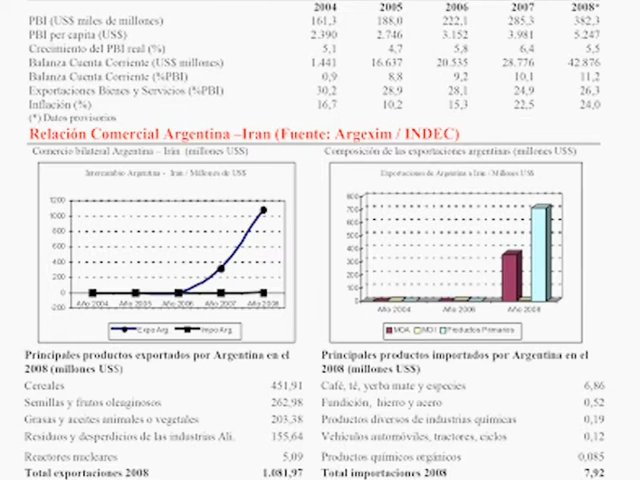 2004 2005 2006 2007 2008*
PBI (US$ miles de millones) 161,3 188,0 222,1 285,3 382,3
PBI per capita (US$) 2.390 2.746 3.152 3.981 5.247
Crecimiento del PBI real (%) 5,1 4,7 5,8 6,4 5,5
Balanza Cuenta Corriente (US$ millones) 1.441 16.637 20.535 28.776 42.876
Balanza Cuenta Corriente (%PBI) 0,9 8,8 9,2 10,1 11,2
Exportaciones Bienes y Servicios (%PBI) 30,2 28,9 28,1 24,9 26,3
Inflación (%) 16,7 10,2 15,3 22,5 24,0
(*) Datos provisorios
Relación Comercial Argentina –Iran (Fuente: Argexim / INDEC)
Comercio bilateral Argentina – Irán (millones US$)
Composición de las exportaciones argentinas (millones US$)
Intercambio Argentina - Iran / Millones de US$
1200
1000
800
600
400
200
0
-200
Año 2004 Año 2005 Año 2006 Año 2007 Año 2008
Expo Arg. Impo Arg.
Exportaciones de Argentina a Iran / Millones US$
800
700
600
500
400
300
200
100
0
Año 2004 Año 2006 Año 2008
MOA MOI Productos Primarios
Principales productos exportados por Argentina en el
2008 (millones US$)
Cereales 451,91
Semillas y frutos oleaginosos 262,98
Grasas y aceites animales o vegetales 203,38
Residuos y desperdicios de las industrias Ali. 155,64
Reactores nucleares 5,09
Total exportaciones 2008 1.081,97
Principales productos importados por Argentina en el
2008 (millones US$)
Café, té, yerba mate y especies 6,86
Fundición, hierro y acero 0,52
Productos diversos de industrias químicas 0,19
Vehículos automóviles, tractores, ciclos 0,12
Productos químicos orgánicos 0,085
Total importaciones 2008 7,92